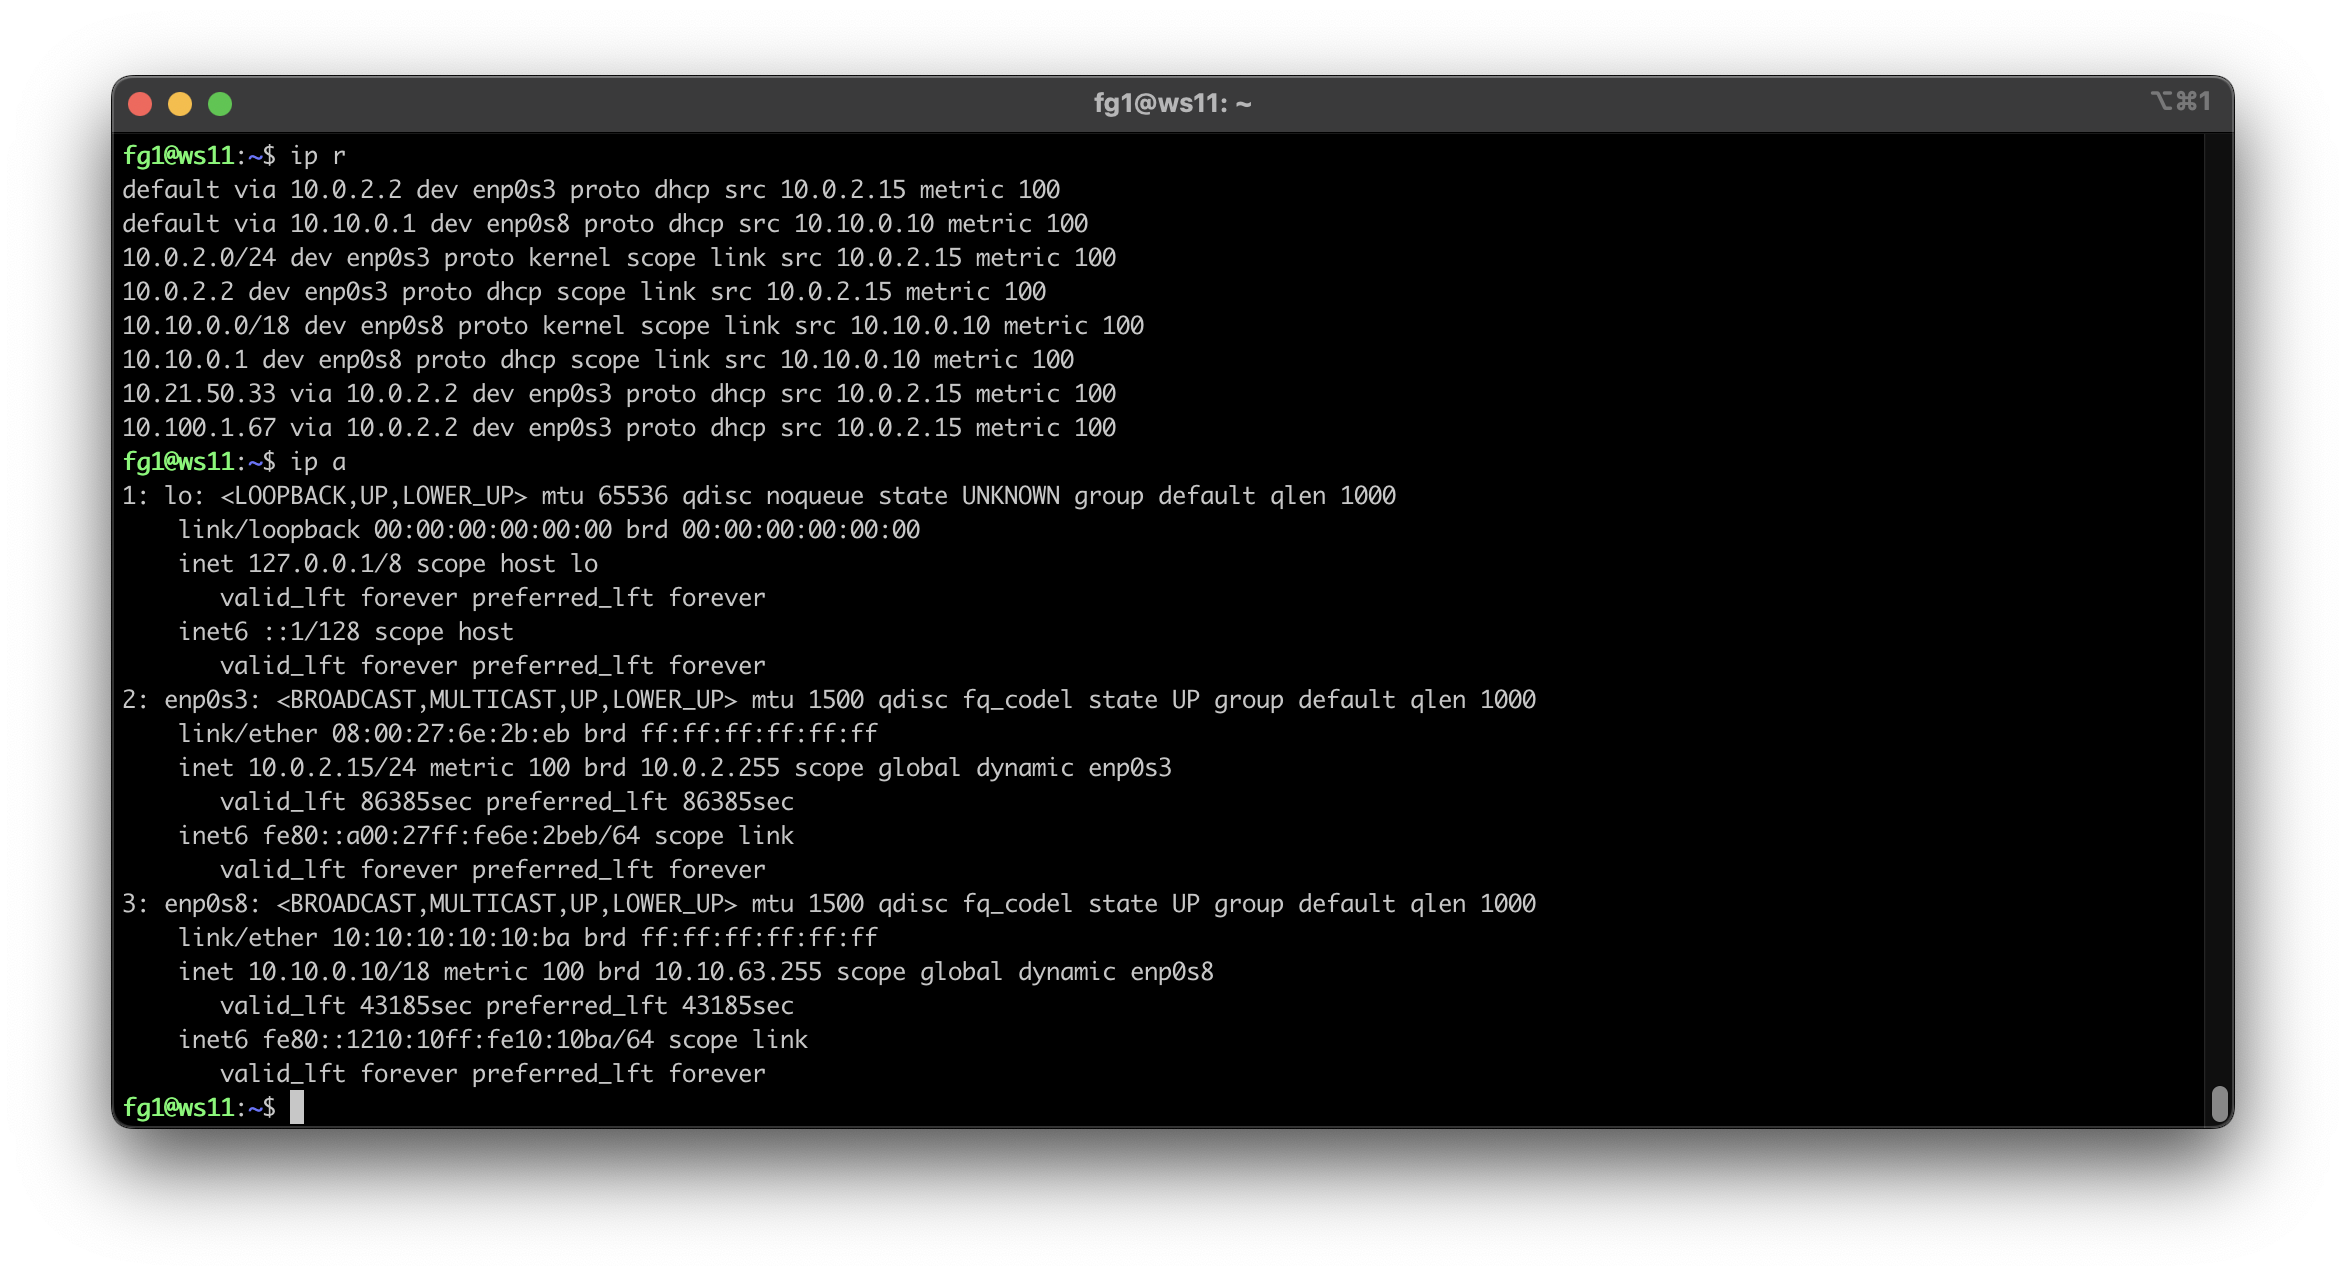 fg1@ws11: ~
⌥⌘1
fg1@ws11:~$ ip r
default via 10.0.2.2 dev enp0s3 proto dhcp src 10.0.2.15 metric 100
default via 10.10.0.1 dev enp0s8 proto dhcp src 10.10.0.10 metric 100
10.0.2.0/24 dev enp0s3 proto kernel scope link src 10.0.2.15 metric 100
10.0.2.2 dev enp0s3 proto dhcp scope link src 10.0.2.15 metric 100
10.10.0.0/18 dev enp0s8 proto kernel scope link src 10.10.0.10 metric 100
10.10.0.1 dev enp0s8 proto dhcp scope link src 10.10.0.10 metric 100
10.21.50.33 via 10.0.2.2 dev enp0s3 proto dhcp src 10.0.2.15 metric 100
10.100.1.67 via 10.0.2.2 dev enp0s3 proto dhcp src 10.0.2.15 metric 100
fg1@ws11:~$ ip a
1: lo: <LOOPBACK,UP,LOWER_UP> mtu 65536 qdisc noqueue state UNKNOWN group default qlen 1000
    link/loopback 00:00:00:00:00:00 brd 00:00:00:00:00:00
    inet 127.0.0.1/8 scope host lo
       valid_lft forever preferred_lft forever
    inet6 ::1/128 scope host
       valid_lft forever preferred_lft forever
2: enp0s3: <BROADCAST,MULTICAST,UP,LOWER_UP> mtu 1500 qdisc fq_codel state UP group default qlen 1000
    link/ether 08:00:27:6e:2b:eb brd ff:ff:ff:ff:ff:ff
    inet 10.0.2.15/24 metric 100 brd 10.0.2.255 scope global dynamic enp0s3
       valid_lft 86385sec preferred_lft 86385sec
    inet6 fe80::a00:27ff:fe6e:2beb/64 scope link
       valid_lft forever preferred_lft forever
3: enp0s8: <BROADCAST,MULTICAST,UP,LOWER_UP> mtu 1500 qdisc fq_codel state UP group default qlen 1000
    link/ether 10:10:10:10:10:ba brd ff:ff:ff:ff:ff:ff
    inet 10.10.0.10/18 metric 100 brd 10.10.63.255 scope global dynamic enp0s8
       valid_lft 43185sec preferred_lft 43185sec
    inet6 fe80::1210:10ff:fe10:10ba/64 scope link
       valid_lft forever preferred_lft forever
fg1@ws11:~$